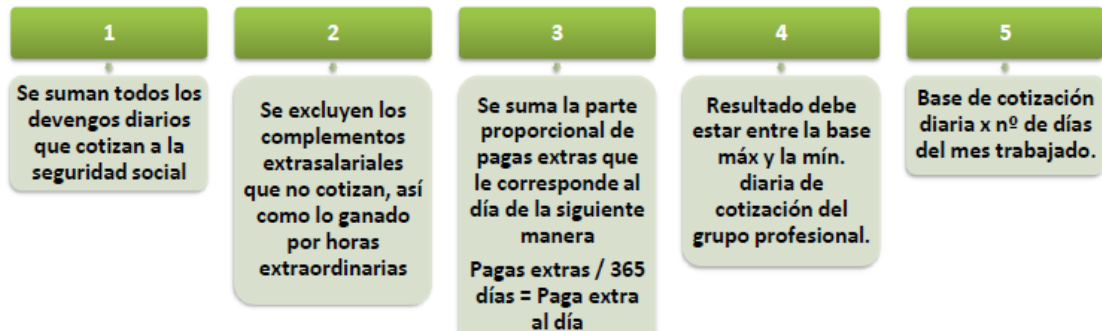 1
Se suman todos los
devengos diarios
que cotizan a la
seguridad social
2
Se excluyen los
complementos
extrasalariales
que no cotizan, así
como lo ganado
por horas
extraordinarias
3
Se suma la parte
proporcional de
pagas extras que
le corresponde al
día de la siguiente
manera
Pagas extras / 365
días = Paga extra
al día
4
Resultado debe
estar entre la base
máx y la mín.
diaria de
cotización del
grupo profesional.
5
Base de cotización
diaria x nº de días
del mes trabajado.